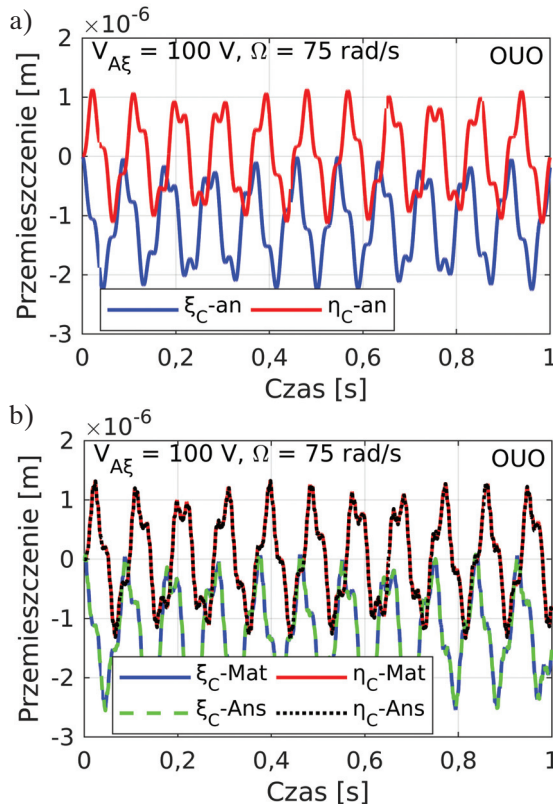 a)
×10⁻⁶
V_Aξ = 100 V, Ω = 75 rad/s
OUO
Przemieszczenie [m]
2
1
0
-1
-2
-3
ξ_C-an
η_C-an
0
0,2
0,4
0,6
0,8
1
Czas [s]
b)
×10⁻⁶
V_Aξ = 100 V, Ω = 75 rad/s
OUO
Przemieszczenie [m]
2
1
0
-1
-2
-3
ξ_C-Mat
η_C-Mat
ξ_C-Ans
η_C-Ans
0
0,2
0,4
0,6
0,8
1
Czas [s]